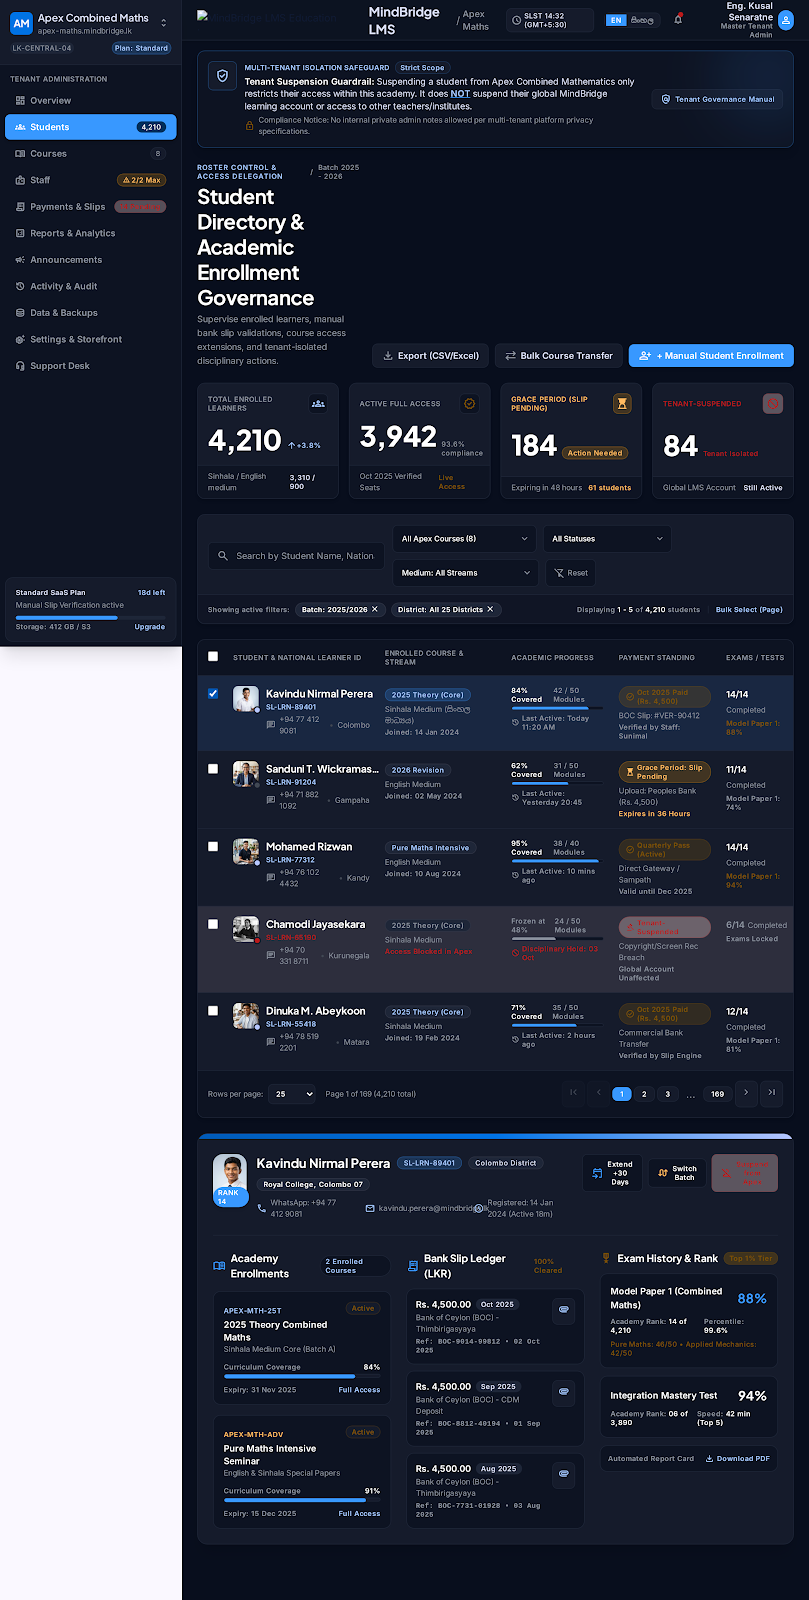 AM
Apex Combined Maths
apex-maths.mindbridge.lk
LK-CENTRAL-04
Plan: Standard
TENANT ADMINISTRATION
Overview
Students
4,210
Courses
8
Staff
2/2 Max
Payments & Slips
Reports & Analytics
Announcements
Activity & Audit
Data & Backups
Settings & Storefront
Support Desk
Standard SaaS Plan
18d left
Manual Slip Verification active
Storage: 412 GB / S3
Upgrade
MindBridge
LMS
/
Apex
Maths
SLST 14:32
(GMT+5:30)
EN
සිංහල
Eng. Kusal
Senaratne
Master Tenant
Admin
MULTI-TENANT ISOLATION SAFEGUARD
Strict Scope
Tenant Suspension Guardrail: Suspending a student from Apex Combined Mathematics only
restricts their access within this academy. It does NOT suspend their global MindBridge
learning account or access to other teachers/institutes.
Compliance Notice: No internal private admin notes allowed per multi-tenant platform privacy
specifications.
Tenant Governance Manual
ROSTER CONTROL &
ACCESS DELEGATION
/
Batch 2025
- 2026
Student
Directory &
Academic
Enrollment
Governance
Supervise enrolled learners, manual
bank slip validations, course access
extensions, and tenant-isolated
disciplinary actions.
Export (CSV/Excel)
Bulk Course Transfer
+ Manual Student Enrollment
TOTAL ENROLLED
LEARNERS
4,210
+3.8%
Sinhala / English
medium
3,310 /
900
ACTIVE FULL ACCESS
3,942
93.6%
compliance
Oct 2025 Verified
Seats
Live
Access
GRACE PERIOD (SLIP
PENDING)
184
Action Needed
Expiring in 48 hours
61 students
TENANT-SUSPENDED
84
Tenant Isolated
Global LMS Account
Still Active
Search by Student Name, Nation
All Apex Courses (8)
All Statuses
Medium: All Streams
Reset
Showing active filters:
Batch: 2025/2026 ✕
District: All 25 Districts ✕
Displaying 1 - 5 of 4,210 students
Bulk Select (Page)
STUDENT & NATIONAL LEARNER ID
ENROLLED COURSE &
STREAM
ACADEMIC PROGRESS
PAYMENT STANDING
EXAMS / TESTS
Kavindu Nirmal Perera
SL-LRN-89401
+94 77 412
9081
• Colombo
2025 Theory (Core)
Sinhala Medium (සිංහල
මාධ්‍යය)
Joined: 14 Jan 2024
84%
Covered
42 / 50
Modules
Last Active: Today
11:20 AM
Oct 2025 Paid
(Rs. 4,500)
BOC Slip: #VER-90412
Verified by Staff:
Sunimal
14/14
Completed
Model Paper 1:
88%
Sanduni T. Wickramas...
SL-LRN-91204
+94 71 882
1092
• Gampaha
2026 Revision
English Medium
Joined: 02 May 2024
62%
Covered
31 / 50
Modules
Last Active:
Yesterday 20:45
Grace Period: Slip
Pending
Upload: Peoples Bank
(Rs. 4,500)
Expires in 36 Hours
11/14
Completed
Model Paper 1:
74%
Mohamed Rizwan
SL-LRN-77312
+94 76 102
4432
• Kandy
Pure Maths Intensive
English Medium
Joined: 10 Aug 2024
95%
Covered
38 / 40
Modules
Last Active: 10 mins
ago
Quarterly Pass
(Active)
Direct Gateway /
Sampath
Valid until Dec 2025
14/14
Completed
Model Paper 1:
94%
Chamodi Jayasekara
+94 70
331 8711
• Kurunegala
2025 Theory (Core)
Sinhala Medium
Access Blocked in Apex
Frozen at
48%
24 / 50
Modules
Disciplinary Hold: 03
Oct
Tenant-
Suspended
Copyright/Screen Rec
Breach
Global Account
Unaffected
6/14 Completed
Exams Locked
Dinuka M. Abeykoon
SL-LRN-55418
+94 78 519
2201
• Matara
2025 Theory (Core)
Sinhala Medium
Joined: 19 Feb 2024
71%
Covered
35 / 50
Modules
Last Active: 2 hours
ago
Oct 2025 Paid
(Rs. 4,500)
Commercial Bank
Transfer
Verified by Slip Engine
12/14
Completed
Model Paper 1:
81%
Rows per page:
25
Page 1 of 169 (4,210 total)
1
2
3
...
169
RANK
14
Kavindu Nirmal Perera
SL-LRN-89401
Colombo District
Royal College, Colombo 07
WhatsApp: +94 77
412 9081
kavindu.perera@mindbridge
Registered: 14 Jan
2024 (Active 18m)
Extend
+30
Days
Switch
Batch
Academy
Enrollments
2 Enrolled
Courses
APEX-MTH-25T
Active
2025 Theory Combined
Maths
Sinhala Medium Core (Batch A)
Curriculum Coverage
84%
Expiry: 31 Nov 2025
Full Access
APEX-MTH-ADV
Active
Pure Maths Intensive
Seminar
English & Sinhala Special Papers
Curriculum Coverage
91%
Expiry: 15 Dec 2025
Full Access
Bank Slip Ledger
(LKR)
100%
Cleared
Rs. 4,500.00
Oct 2025
Bank of Ceylon (BOC) -
Thimbirigasyaya
Ref: BOC-9014-99812 • 02 Oct
2025
Rs. 4,500.00
Sep 2025
Bank of Ceylon (BOC) - CDM
Deposit
Ref: BOC-8812-40194 • 01 Sep
2025
Rs. 4,500.00
Aug 2025
Bank of Ceylon (BOC) -
Thimbirigasyaya
Ref: BOC-7731-01928 • 03 Aug
2025
Exam History & Rank
Top 1% Tier
Model Paper 1 (Combined
Maths)
88%
Academy Rank: 14 of
4,210
Percentile:
99.6%
Pure Maths: 46/50 • Applied Mechanics:
42/50
Integration Mastery Test
94%
Academy Rank: 06 of
3,890
Speed: 42 min
(Top 5)
Automated Report Card
Download PDF